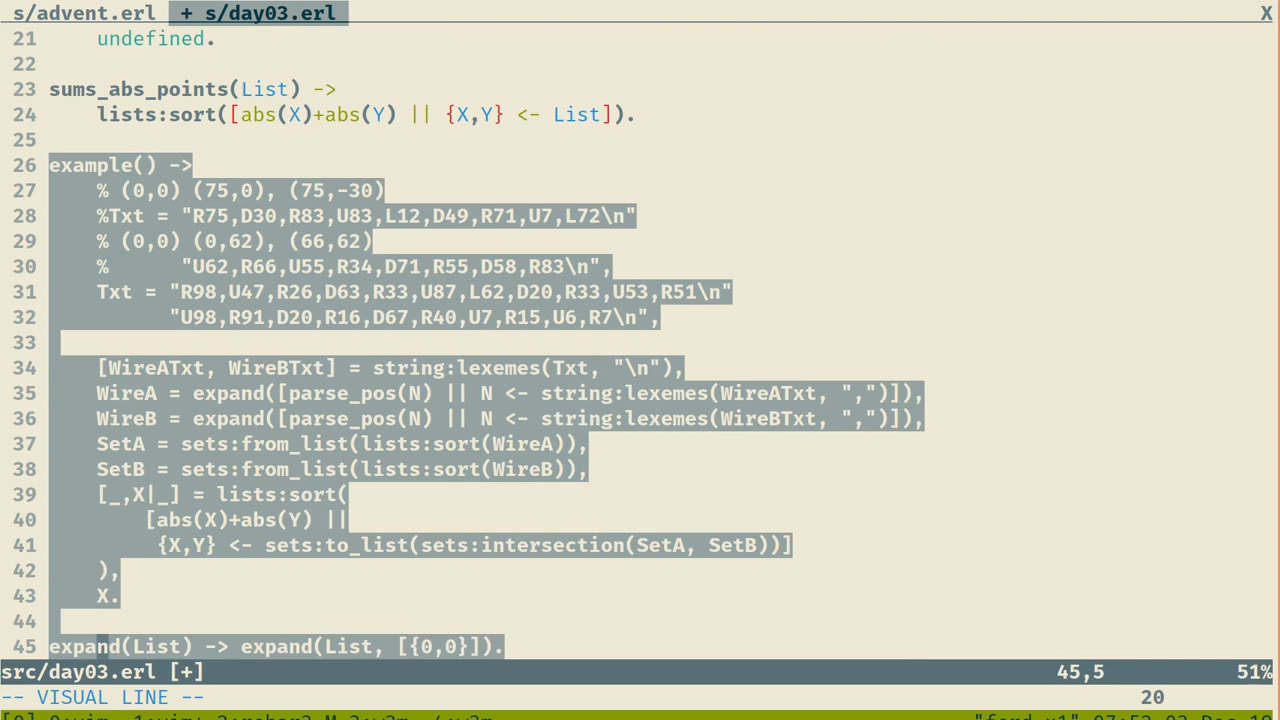 s/advent.erl + s/day03.erl X
21 undefined.
22
23 sums_abs_points(List) ->
24 lists:sort([abs(X)+abs(Y) || {X,Y} <- List]).
25
26 example() ->
27 % (0,0) (75,0), (75,-30)
28 %Txt = "R75,D30,R83,U83,L12,D49,R71,U7,L72\n"
29 % (0,0) (0,62), (66,62)
30 % "U62,R66,U55,R34,D71,R55,D58,R83\n",
31 Txt = "R98,U47,R26,D63,R33,U87,L62,D20,R33,U53,R51\n"
32 "U98,R91,D20,R16,D67,R40,U7,R15,U6,R7\n",
33
34 [WireATxt, WireBTxt] = string:lexemes(Txt, "\n"),
35 WireA = expand([parse_pos(N) || N <- string:lexemes(WireATxt, ",")]),
36 WireB = expand([parse_pos(N) || N <- string:lexemes(WireBTxt, ",")]),
37 SetA = sets:from_list(lists:sort(WireA)),
38 SetB = sets:from_list(lists:sort(WireB)),
39 [_,X|_] = lists:sort(
40 [abs(X)+abs(Y) ||
41 {X,Y} <- sets:to_list(sets:intersection(SetA, SetB))]
42 ),
43 X.
44
45 expand(List) -> expand(List, [{0,0}]).
src/day03.erl [+] 45,5 51%
-- VISUAL LINE -- 20